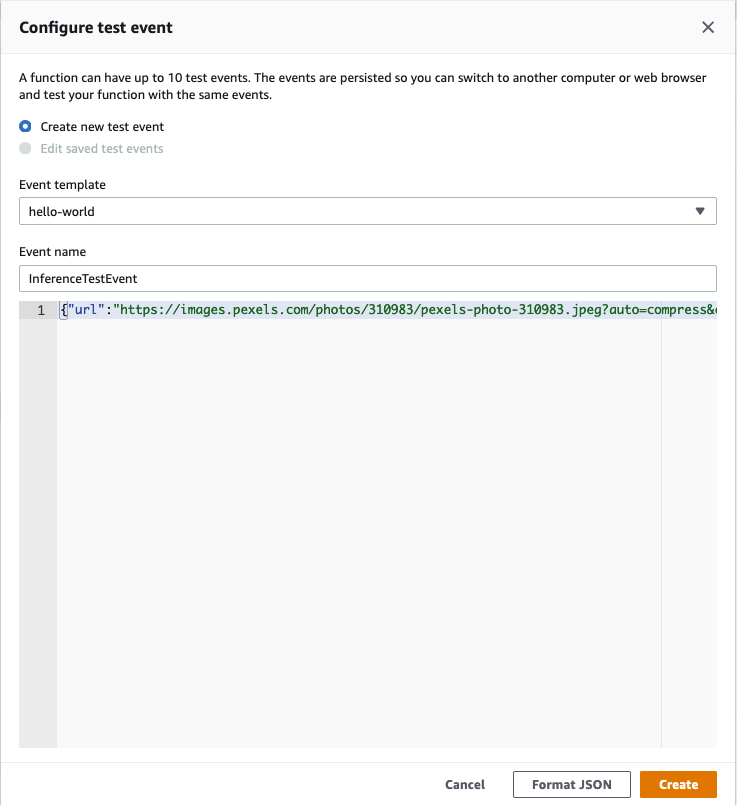 Configure test event
A function can have up to 10 test events. The events are persisted so you can switch to another computer or web browser
and test your function with the same events.
Create new test event
Edit saved test events
Event template
hello-world
Event name
InferenceTestEvent
1 {"url":"https://images.pexels.com/photos/310983/pexels-photo-310983.jpeg?auto=compress&
Cancel Format JSON Create